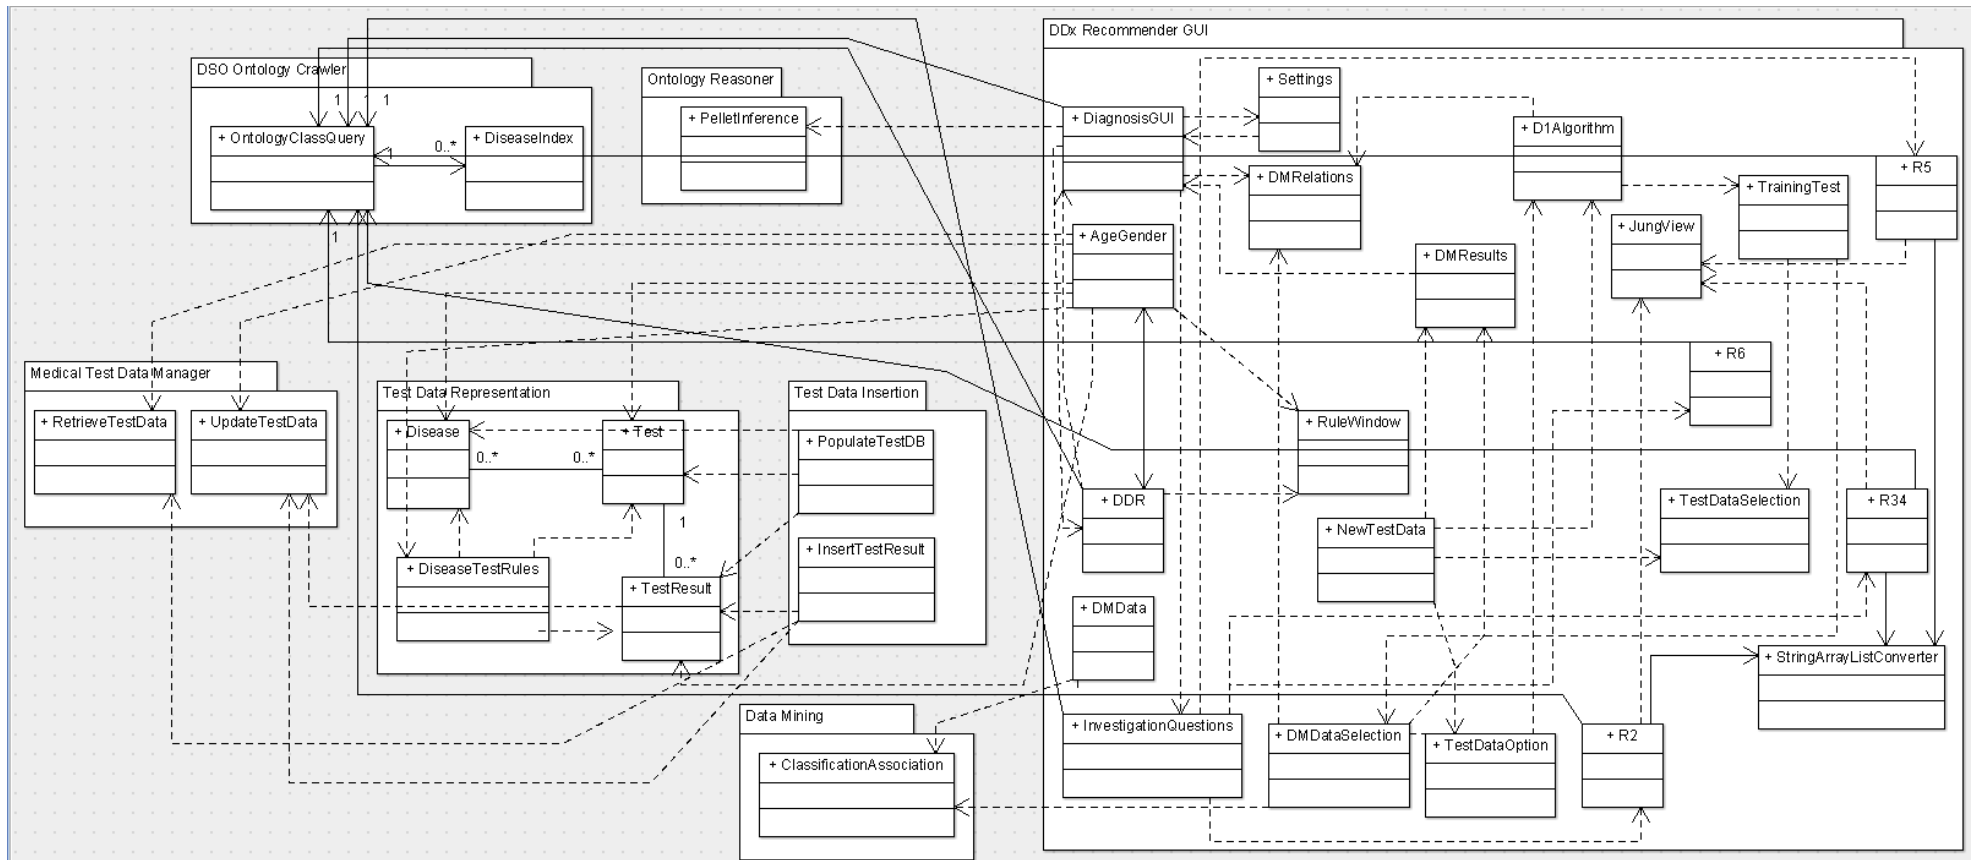 DDx Recommender GUI
DSO Ontology Crawler
+ OntologyClassQuery
+ DiseaseIndex
1
1
1
1
0..*
1
Ontology Reasoner
+ PelletInference
+ DiagnosisGUI
+ Settings
+ DMRelations
+ D1Algorithm
+ R5
+ TrainingTest
+ JungView
+ AgeGender
+ DMResults
+ R6
+ RuleWindow
+ DDR
+ NewTestData
+ TestDataSelection
+ R34
+ DMData
+ StringArrayListConverter
+ InvestigationQuestions
+ DMDataSelection
+ TestDataOption
+ R2
Medical Test Data Manager
+ RetrieveTestData
+ UpdateTestData
Test Data Representation
+ Disease
+ Test
0..*
0..*
1
0..*
+ DiseaseTestRules
+ TestResult
Test Data Insertion
+ PopulateTestDB
+ InsertTestResult
Data Mining
+ ClassificationAssociation